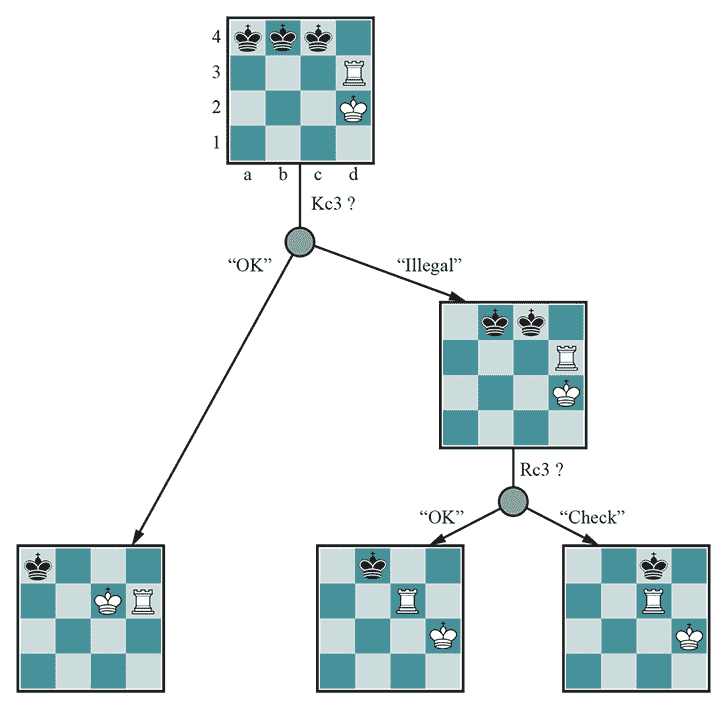 4
3
2
1
a b c d
Kc3 ?
“OK” “Illegal”
Rc3 ?
“OK” “Check”